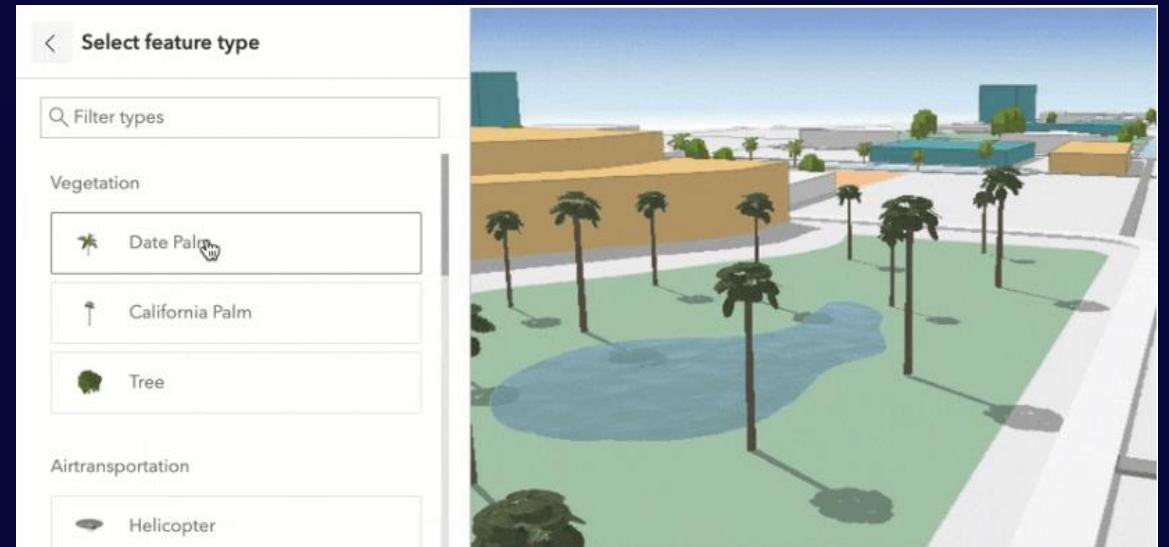 Select feature type
Filter types
Vegetation
Date Palm
California Palm
Tree
Airtransportation
Helicopter